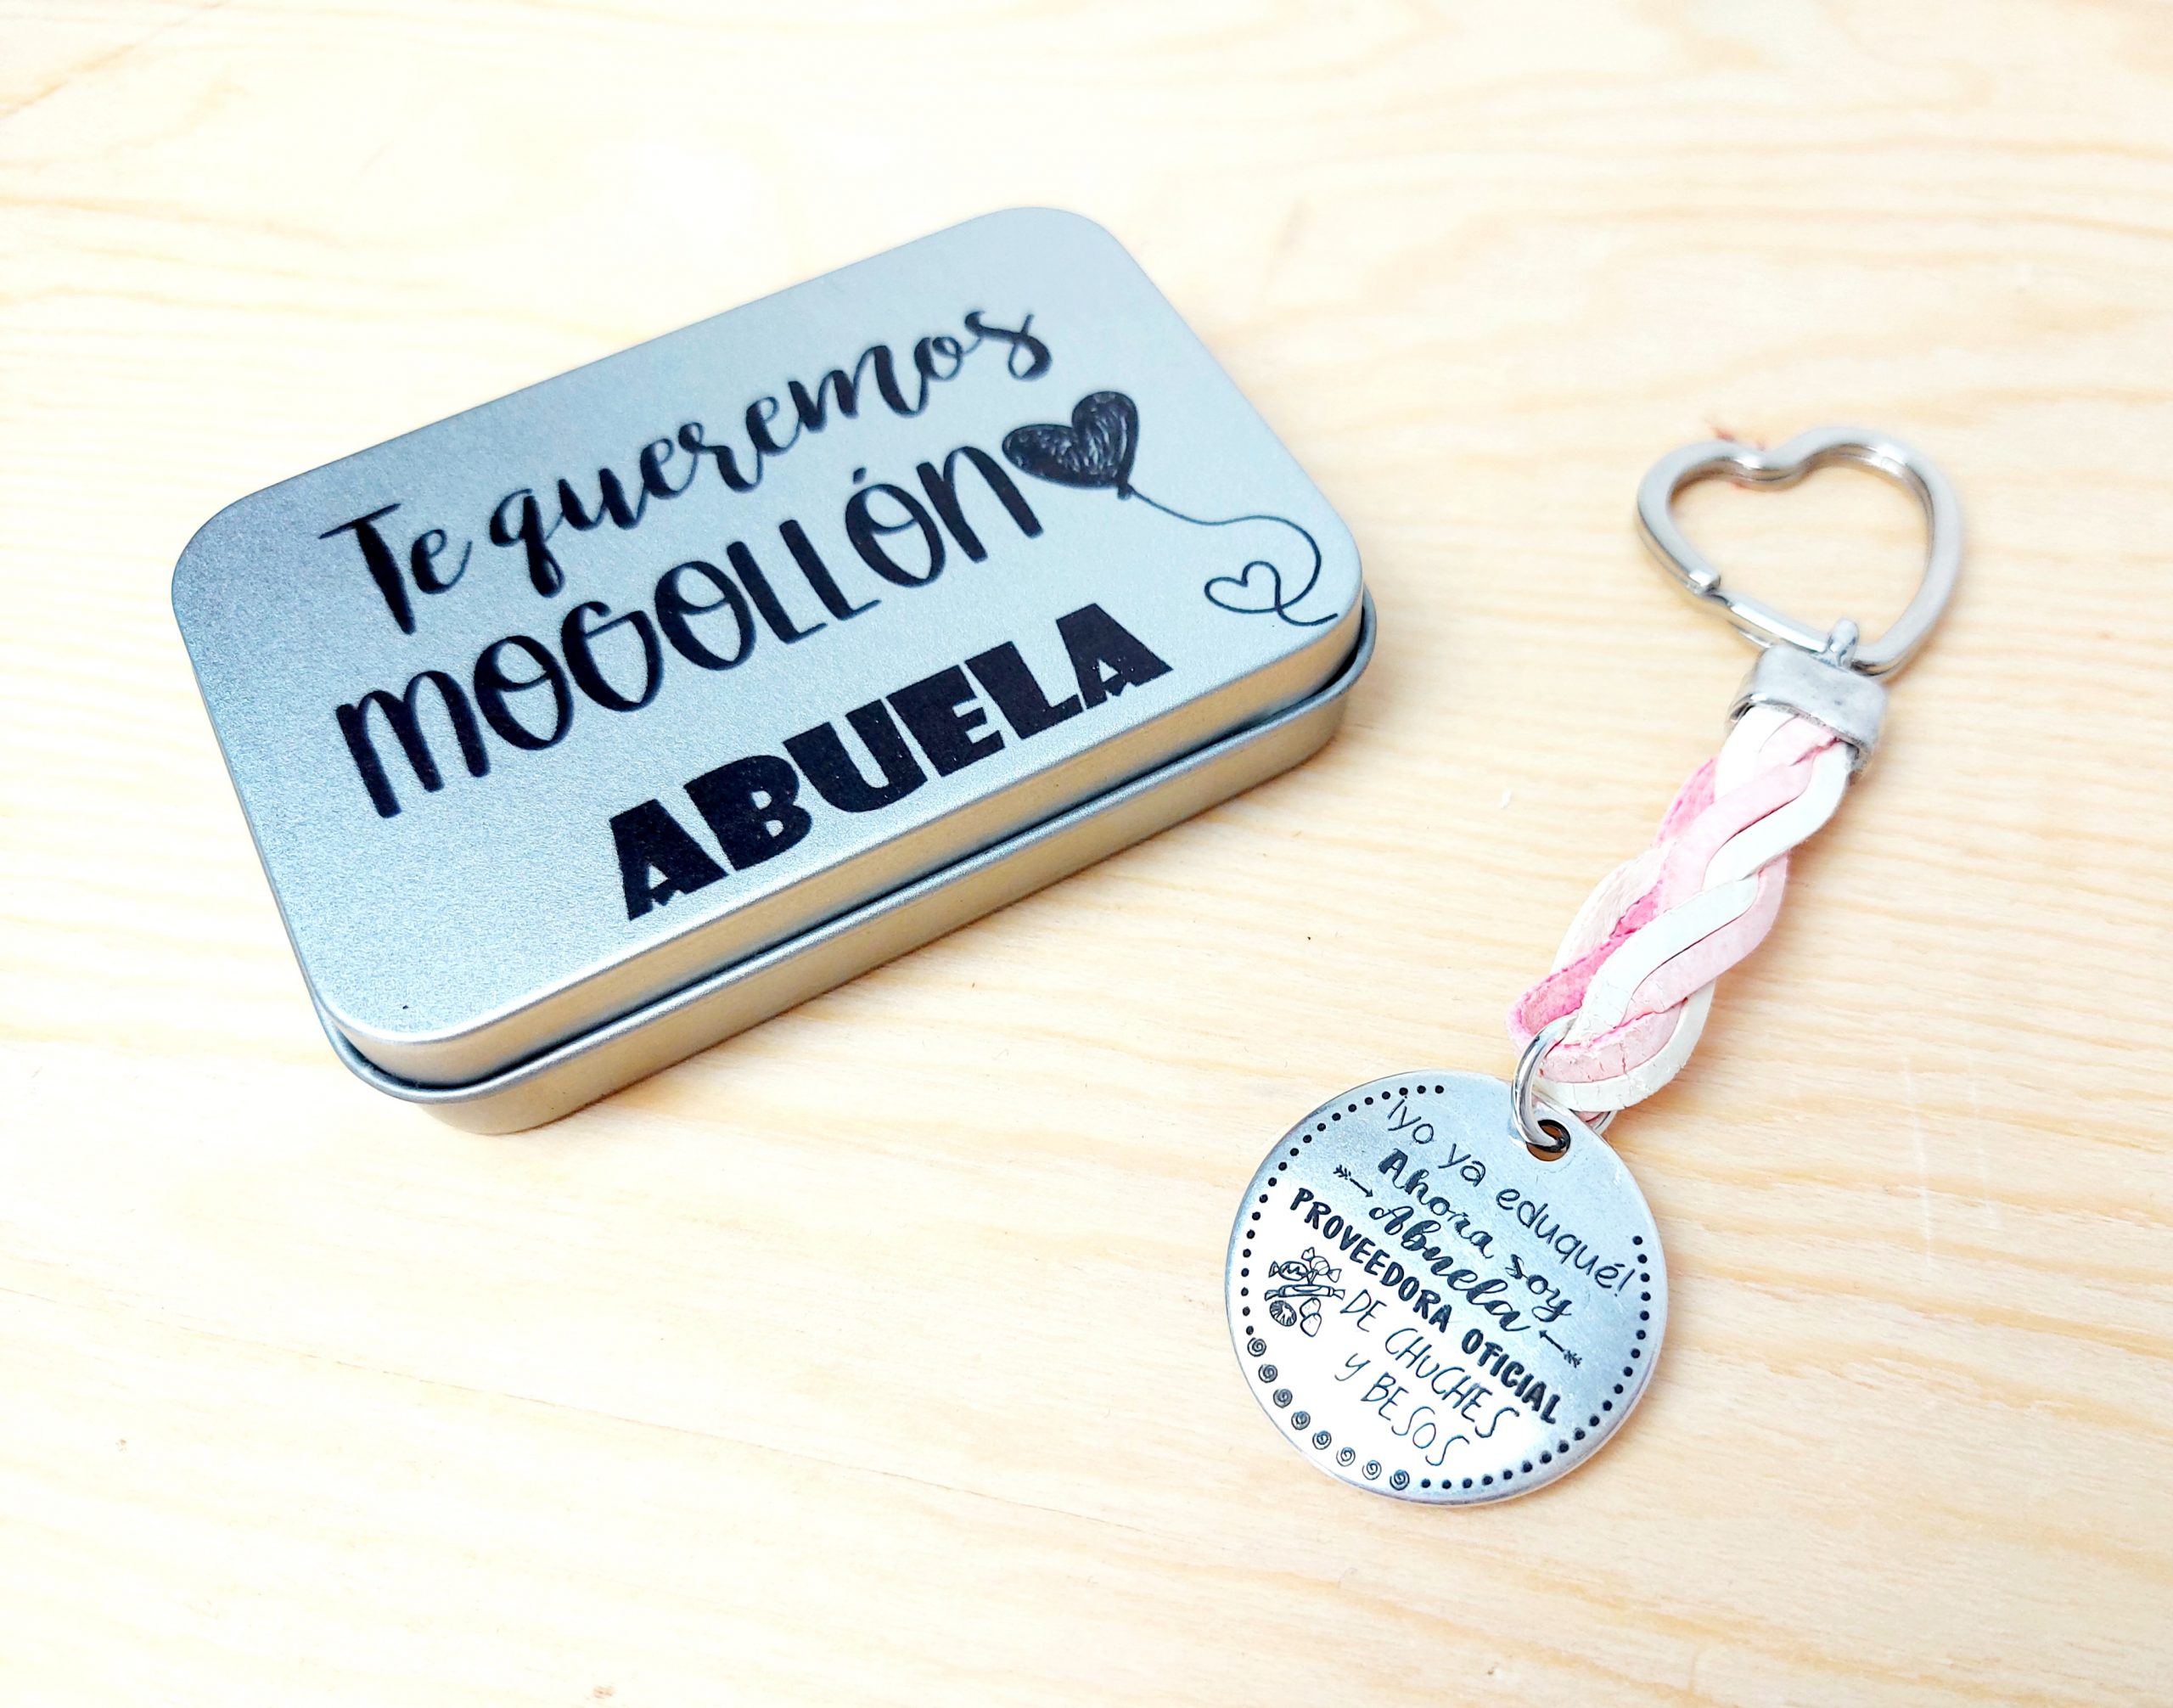 Te queremos
MOGOLLÓN
ABUELA
¡yo ya eduqué!
Ahora soy
Abuela
PROVEEDORA OFICIAL
DE CHUCHES
y BESOS